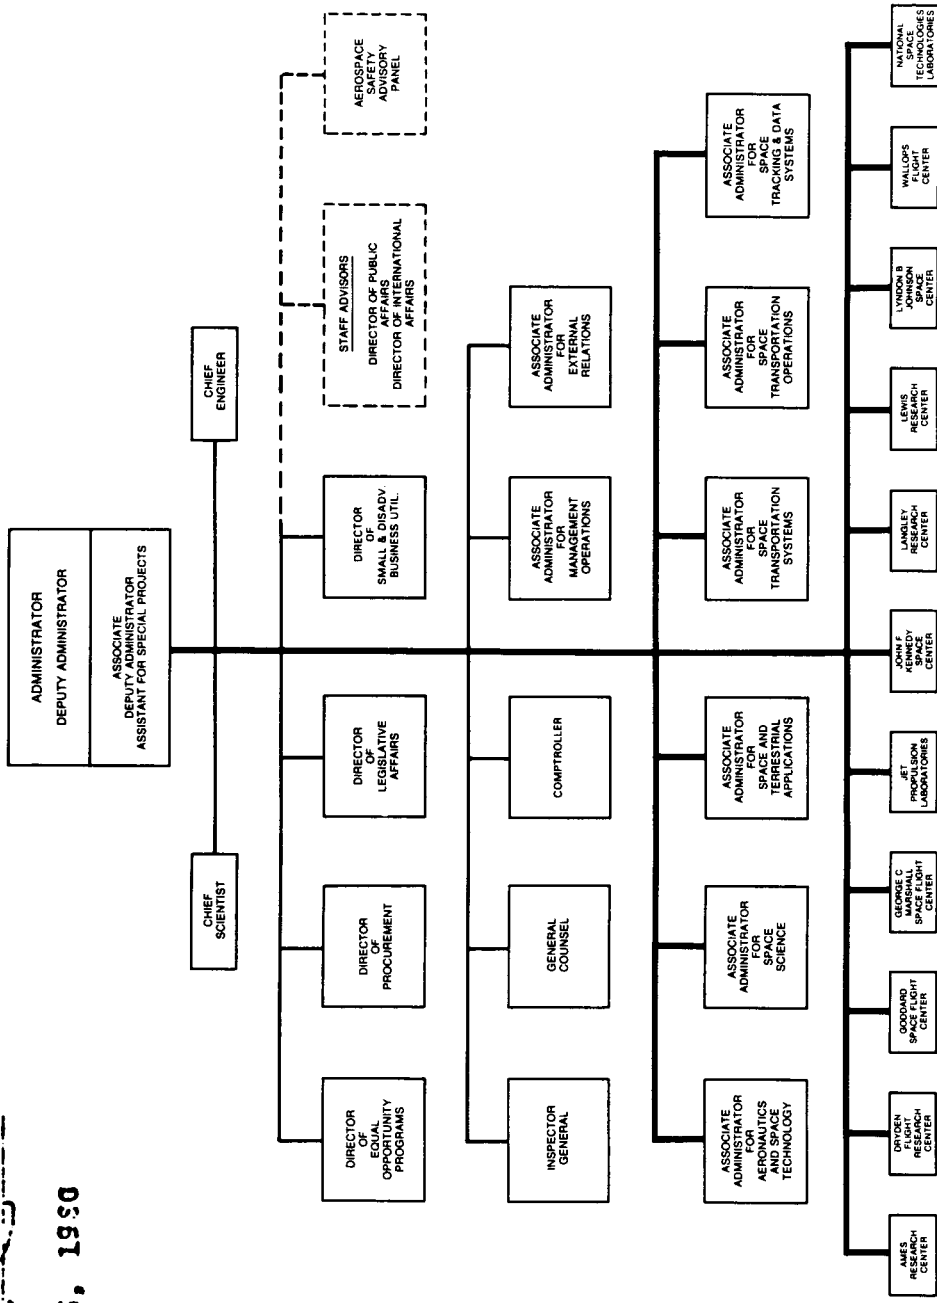 ADMINISTRATOR
DEPUTY ADMINISTRATOR
ASSOCIATE
DEPUTY ADMINISTRATOR
ASSISTANT FOR SPECIAL PROJECTS
CHIEF
SCIENTIST
CHIEF
ENGINEER
DIRECTOR
OF
EQUAL
OPPORTUNITY
PROGRAMS
DIRECTOR
OF
PROCUREMENT
DIRECTOR
OF
LEGISLATIVE
AFFAIRS
DIRECTOR
OF
SMALL & DISADV.
BUSINESS UTIL.
STAFF ADVISORS
DIRECTOR OF PUBLIC
AFFAIRS
DIRECTOR OF INTERNATIONAL
AFFAIRS
AEROSPACE
SAFETY
ADVISORY
PANEL
INSPECTOR
GENERAL
GENERAL
COUNSEL
COMPTROLLER
ASSOCIATE
ADMINISTRATOR
FOR
MANAGEMENT
OPERATIONS
ASSOCIATE
ADMINISTRATOR
FOR
EXTERNAL
RELATIONS
ASSOCIATE
ADMINISTRATOR
FOR
AERONAUTICS
AND SPACE
TECHNOLOGY
ASSOCIATE
ADMINISTRATOR
FOR
SPACE
SCIENCE
ASSOCIATE
ADMINISTRATOR
FOR
SPACE AND
TERRESTRIAL
APPLICATIONS
ASSOCIATE
ADMINISTRATOR
FOR
SPACE
TRANSPORTATION
SYSTEMS
ASSOCIATE
ADMINISTRATOR
FOR
SPACE
TRANSPORTATION
OPERATIONS
ASSOCIATE
ADMINISTRATOR
FOR
SPACE
TRACKING & DATA
SYSTEMS
AMES
RESEARCH
CENTER
DRYDEN
FLIGHT
RESEARCH
CENTER
GODDARD
SPACE FLIGHT
CENTER
GEORGE C
MARSHALL
SPACE FLIGHT
CENTER
JET
PROPULSION
LABORATORIES
JOHN F
KENNEDY
SPACE
CENTER
LANGLEY
RESEARCH
CENTER
LEWIS
RESEARCH
CENTER
LYNDON B
JOHNSON
SPACE
CENTER
WALLOPS
FLIGHT
CENTER
NATIONAL
SPACE
TECHNOLOGIES
LABORATORIES
1980